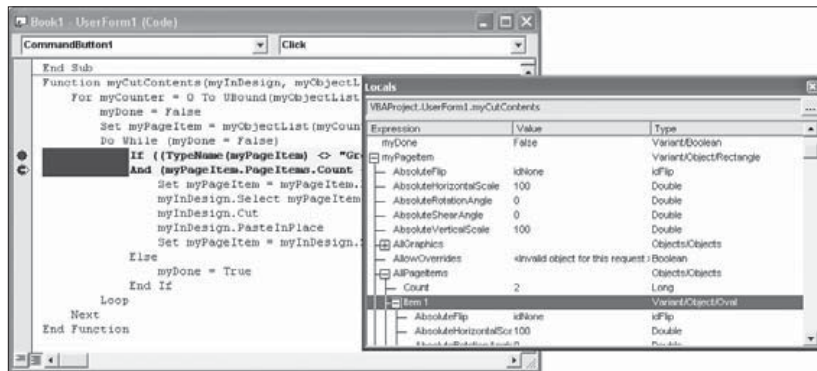 Book1 - UserForm1 (Code)
CommandButton1
Click
End Sub
Function myCutContents(myInDesign, myObjectL
For myCounter = 0 To UBound(myObjectList
myDone = False
Set myPageItem = myObjectList(myCoun
Do While (myDone = False)
If ((TypeName(myPageItem) <> "Gr
And (myPageItem.PageItems.Count
Set myPageItem = myPageItem.
myInDesign.Select myPageItem
myInDesign.Cut
myInDesign.PasteInPlace
Set myPageItem = myInDesign.
Else
myDone = True
End If
Loop
Next
End Function
Locals
VBAProject.UserForm1.myCutContents
...
Expression Value Type
myDone False Variant/Boolean
myPageItem Variant/Object/Rectangle
AbsoluteFlip idNone idFlip
AbsoluteHorizontalScale 100 Double
AbsoluteRotationAngle 0 Double
AbsoluteShearAngle 0 Double
AbsoluteVerticalScale 100 Double
AllGraphics Objects/Objects
AllowOverrides <Invalid object for this request. Boolean
AllPageItems Objects/Objects
Count 2 Long
Item 1 Variant/Object/Oval
AbsoluteFlip idNone idFlip
AbsoluteHorizontalScr 100 Double